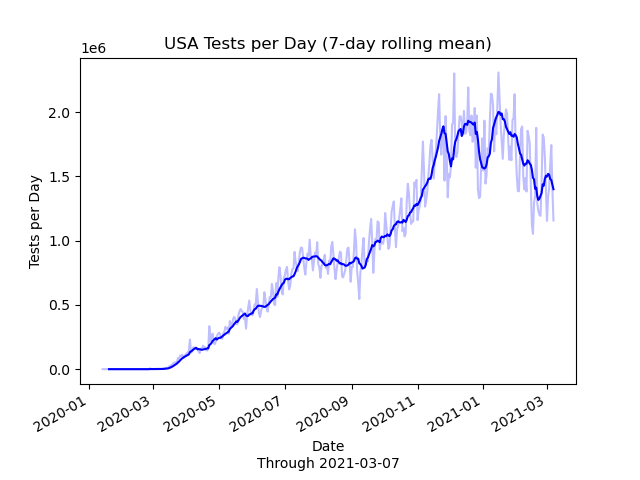 USA Tests per Day (7-day rolling mean)
1e6
2.0
1.5
1.0
0.5
0.0
Tests per Day
2020-01
2020-03
2020-05
2020-07
2020-09
2020-11
2021-01
2021-03
Date
Through 2021-03-07